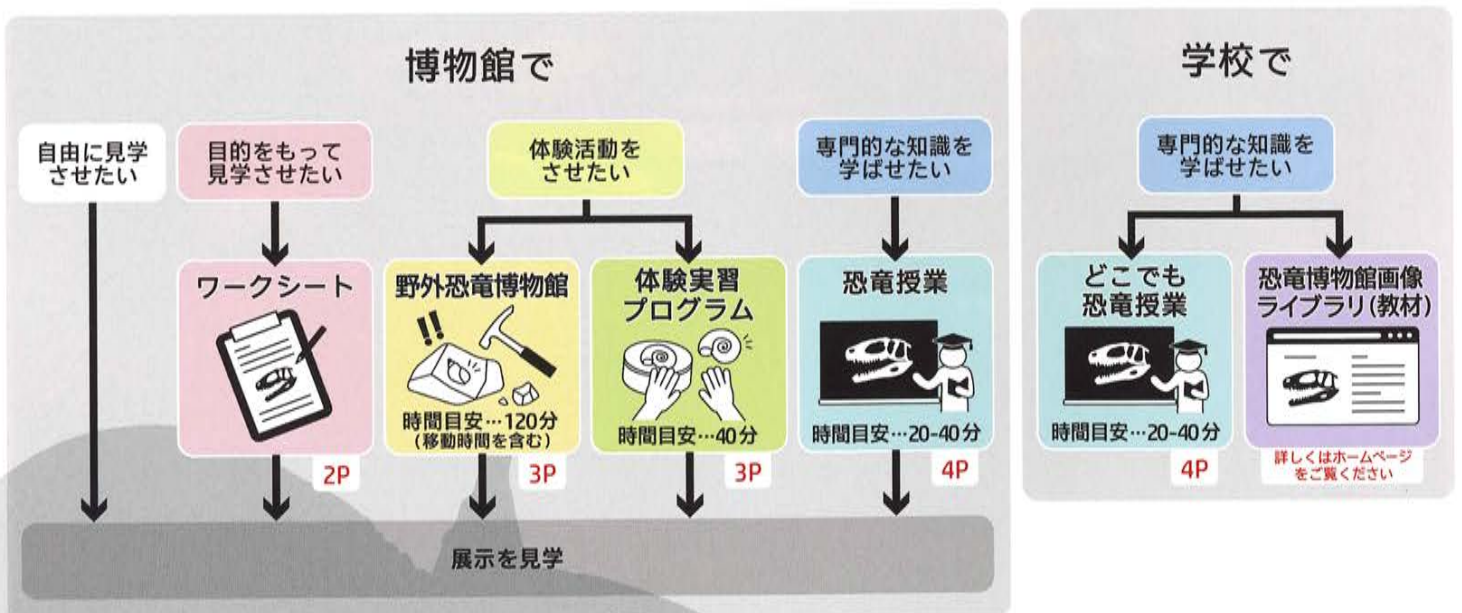 博物館で
自由に見学
させたい
目的をもって
見学させたい
体験活動を
させたい
専門的な知識を
学ばせたい
ワークシート
2P
野外恐竜博物館
時間目安…120分
(移動時間を含む)
3P
体験実習
プログラム
時間目安…40分
3P
恐竜授業
時間目安…20-40分
4P
展示を見学
学校で
専門的な知識を
学ばせたい
どこでも
恐竜授業
時間目安…20-40分
4P
恐竜博物館画像
ライブラリ(教材)
詳しくはホームページ
をご覧ください